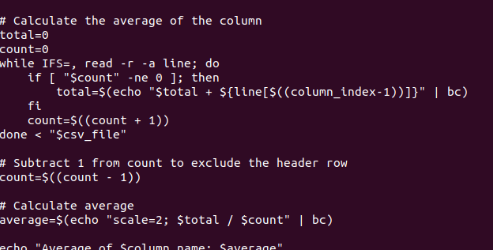 # Calculate the average of the column
total=0
count=0
while IFS=, read -r -a line; do
    if [ "$count" -ne 0 ]; then
        total=$(echo "$total + ${line[$((column_index-1))]}" | bc)
    fi
    count=$((count + 1))
done < "$csv_file"

# Subtract 1 from count to exclude the header row
count=$((count - 1))

# Calculate average
average=$(echo "scale=2; $total / $count" | bc)

echo "Average of $column_name: $average"